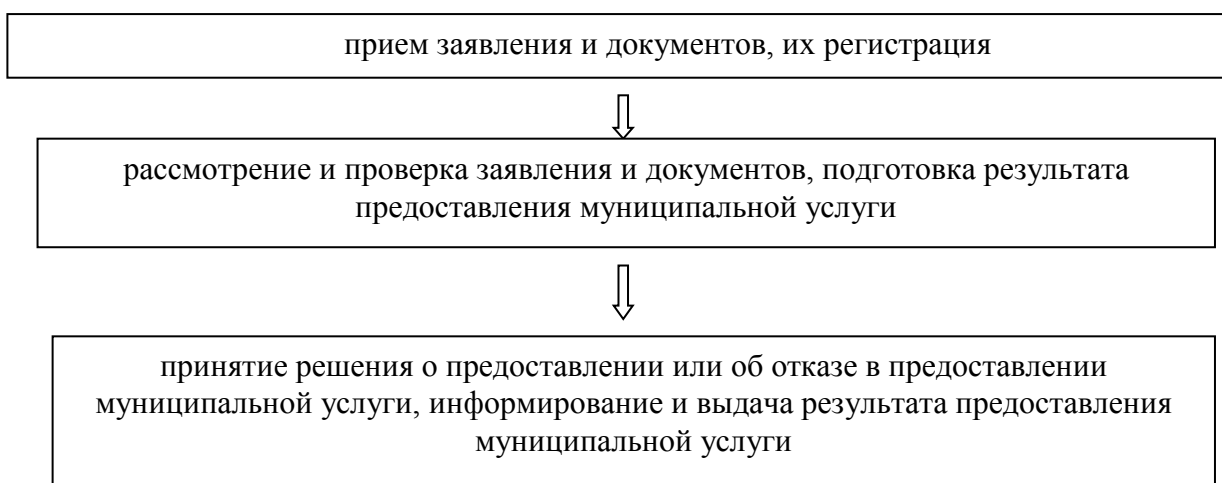 прием заявления и документов, их регистрация
рассмотрение и проверка заявления и документов, подготовка результата
предоставления муниципальной услуги
принятие решения о предоставлении или об отказе в предоставлении
муниципальной услуги, информирование и выдача результата предоставления
муниципальной услуги